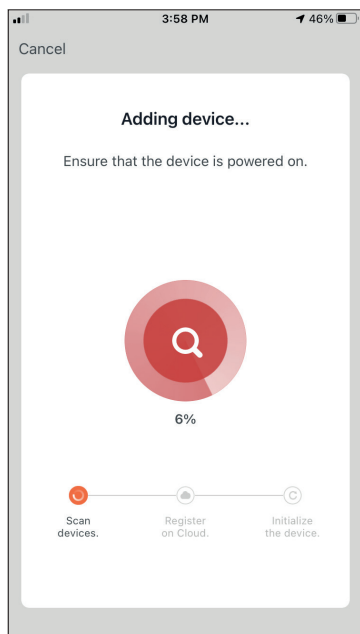 3:58 PM
46%
Cancel
Adding device...
Ensure that the device is powered on.
6%
Scan
devices.
Register
on Cloud.
Initialize
the device.